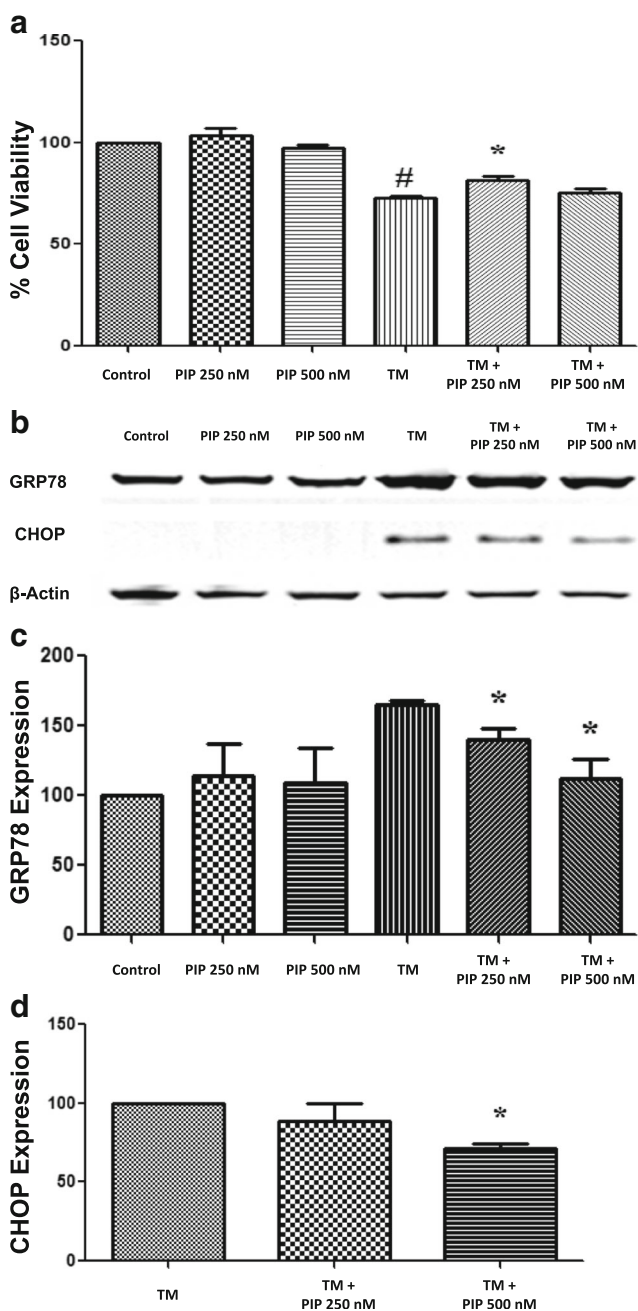 a
150
100
50
0
% Cell Viability
#
*
Control PIP 250 nM PIP 500 nM TM TM + PIP 250 nM TM + PIP 500 nM
b
Control PIP 250 nM PIP 500 nM TM TM + PIP 250 nM TM + PIP 500 nM
GRP78
CHOP
β-Actin
c
200
150
100
50
0
GRP78 Expression
*
*
Control PIP 250 nM PIP 500 nM TM TM + PIP 250 nM TM + PIP 500 nM
d
150
100
50
0
CHOP Expression
*
TM TM + PIP 250 nM TM + PIP 500 nM